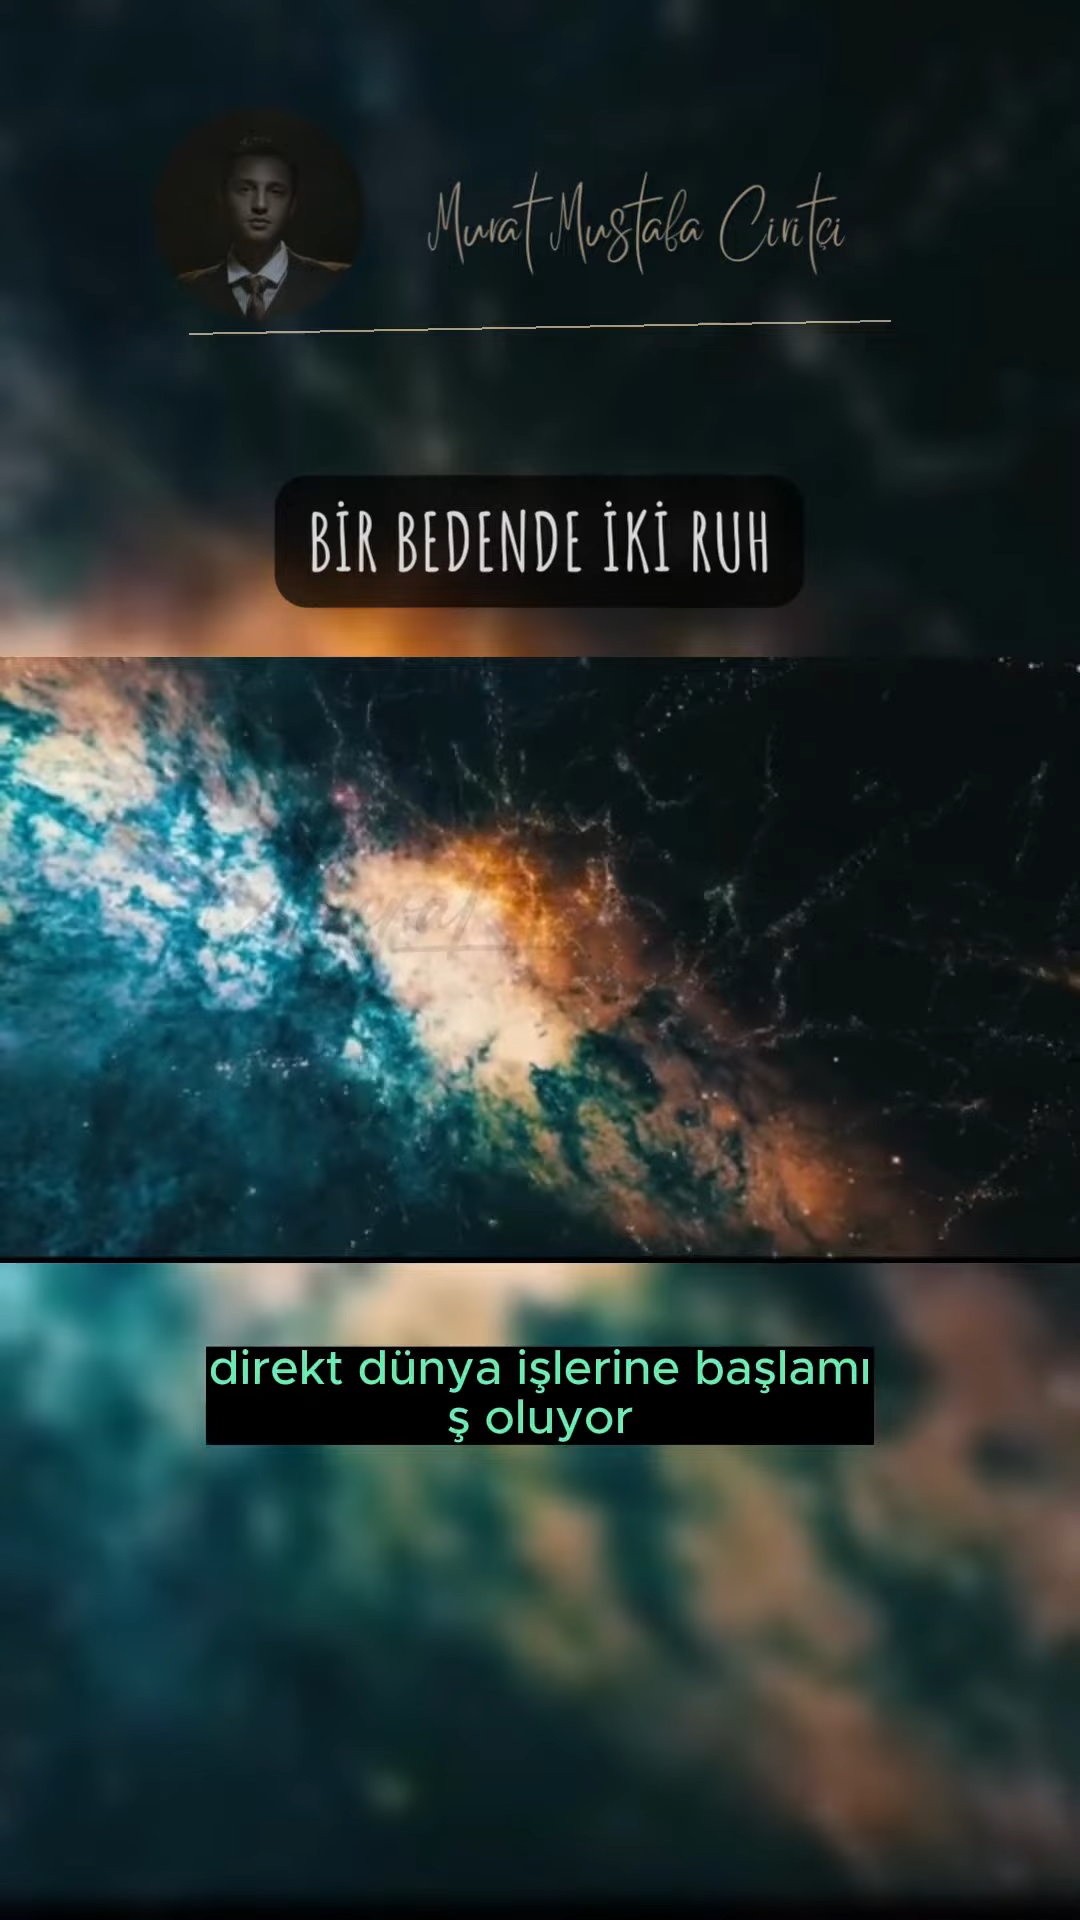 Murat Mustafa Ciritçi
BİR BEDENDE İKİ RUH
direkt dünya işlerine başlamı
ş oluyor